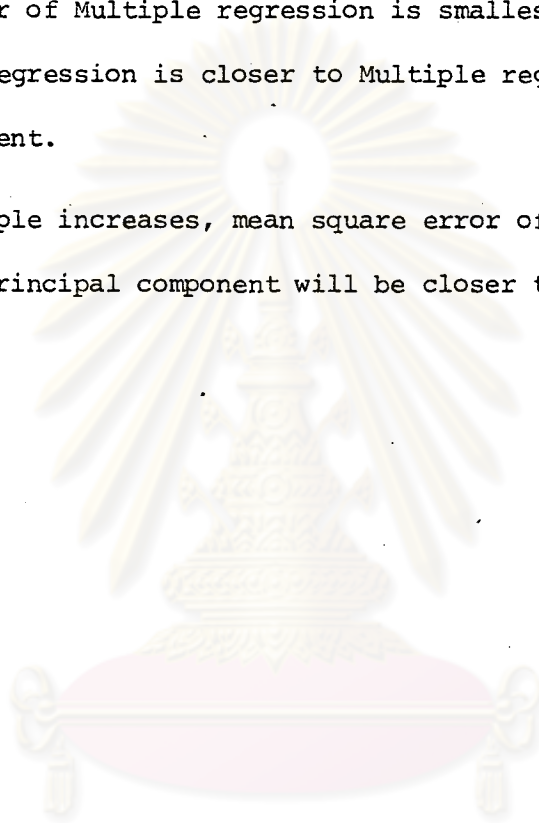 r of Multiple regression is smalles
egression is closer to Multiple reg
ent.
ple increases, mean square error of
rincipal component will be closer t